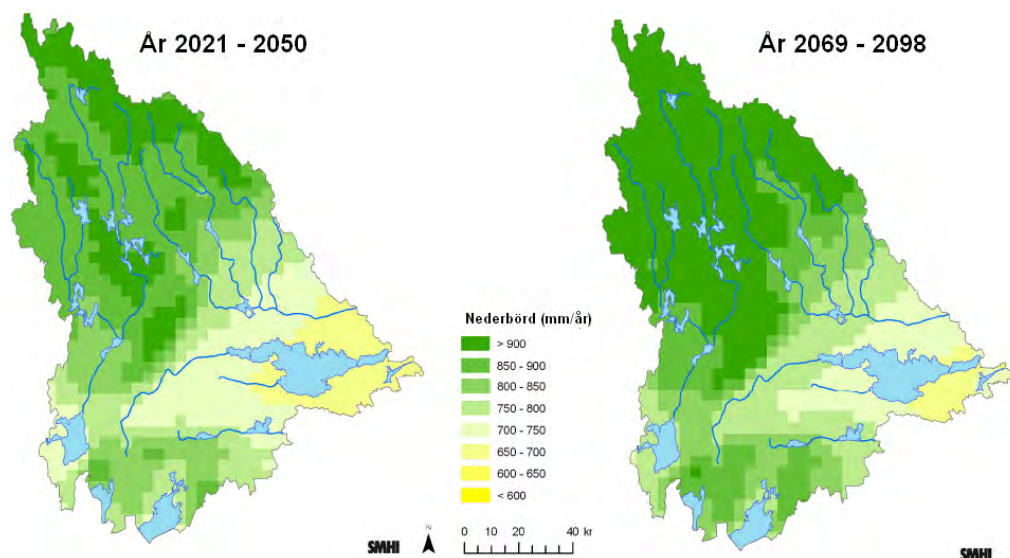 År 2021 - 2050
År 2069 - 2098
Nederbörd (mm/år)
> 900
850 - 900
800 - 850
750 - 800
700 - 750
650 - 700
600 - 650
< 600
N
0 10 20 40 kr
SMHI
SMHI